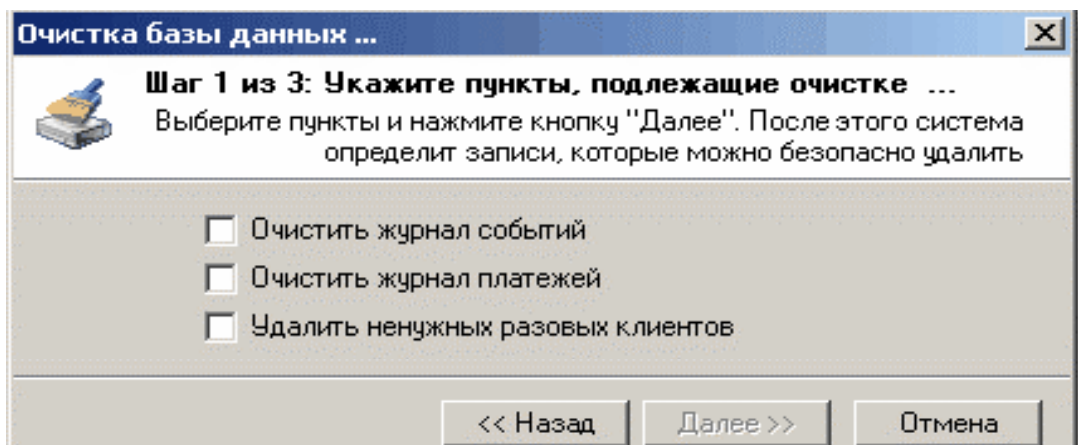 Очистка базы данных ...
Шаг 1 из 3: Укажите пункты, подлежащие очистке ...
Выберите пункты и нажмите кнопку "Далее". После этого система
определит записи, которые можно безопасно удалить
Очистить журнал событий
Очистить журнал платежей
Удалить ненужных разовых клиентов
<< Назад Далее >> Отмена